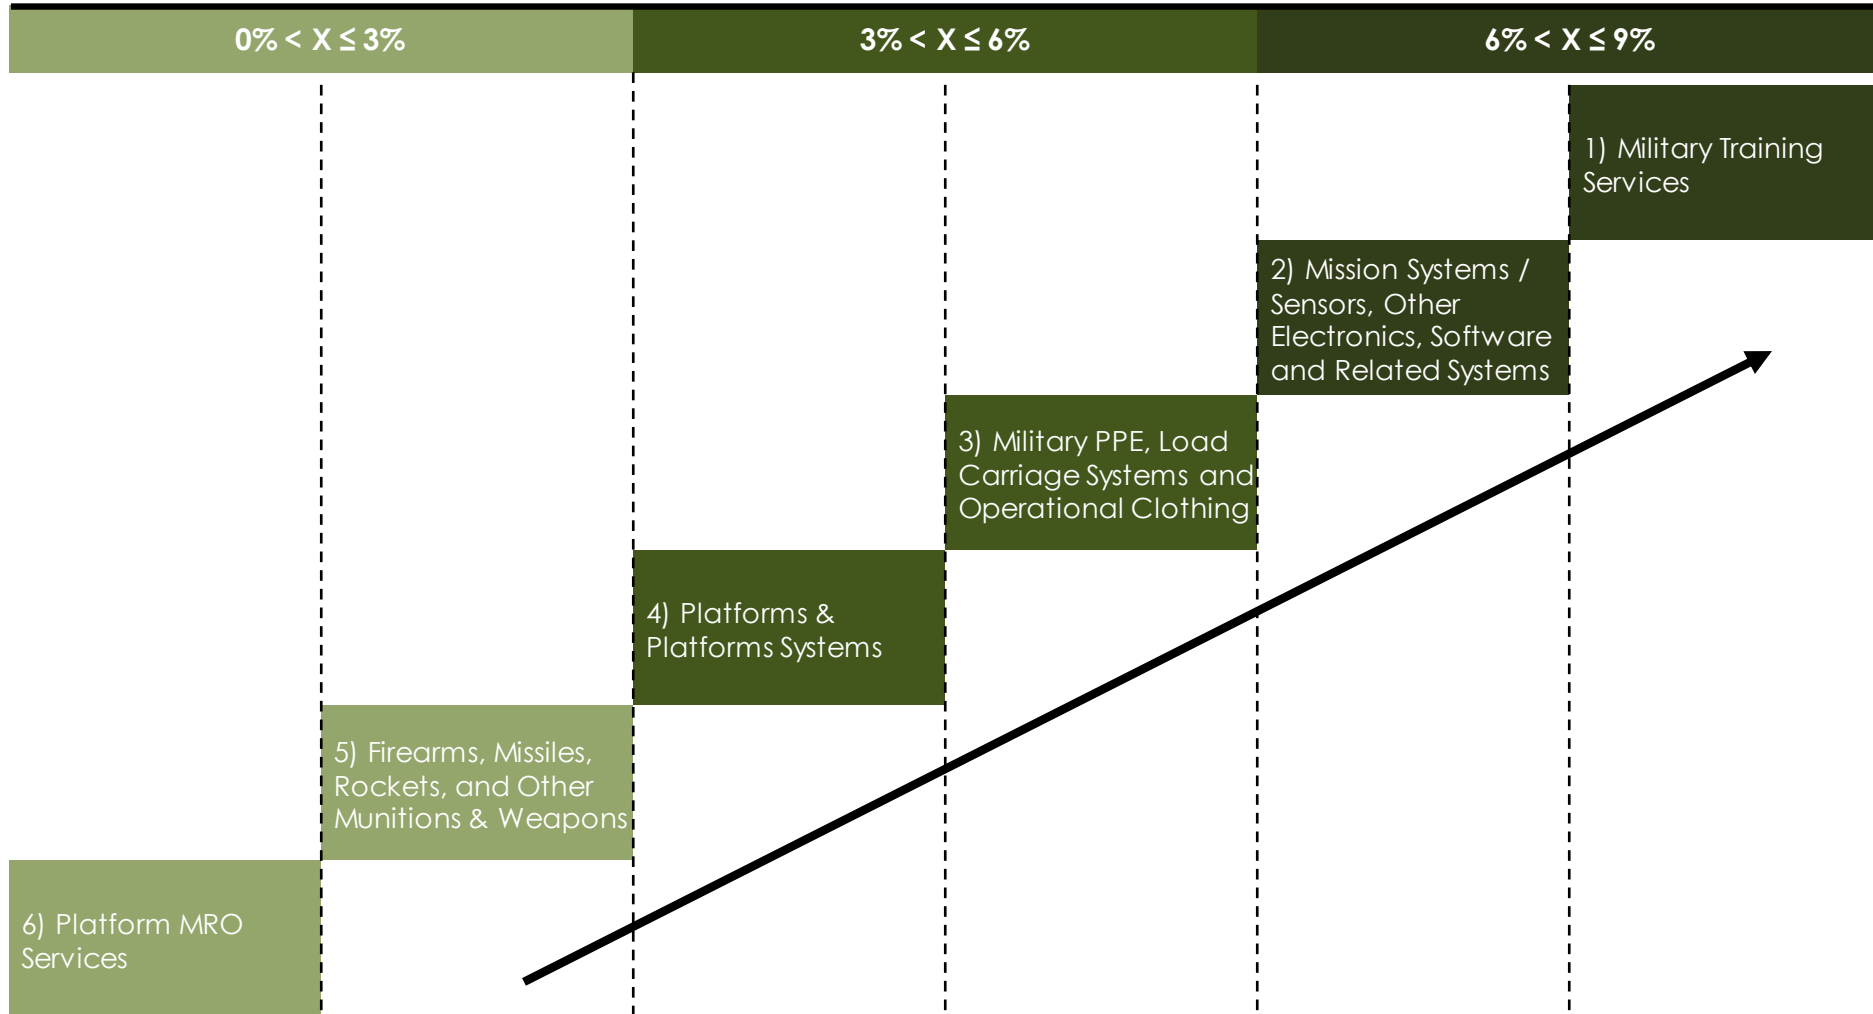 0% < X ≤ 3%
3% < X ≤ 6%
6% < X ≤ 9%
1) Military Training
Services
2) Mission Systems /
Sensors, Other
Electronics, Software
and Related Systems
3) Military PPE, Load
Carriage Systems and
Operational Clothing
4) Platforms &
Platforms Systems
5) Firearms, Missiles,
Rockets, and Other
Munitions & Weapons
6) Platform MRO
Services